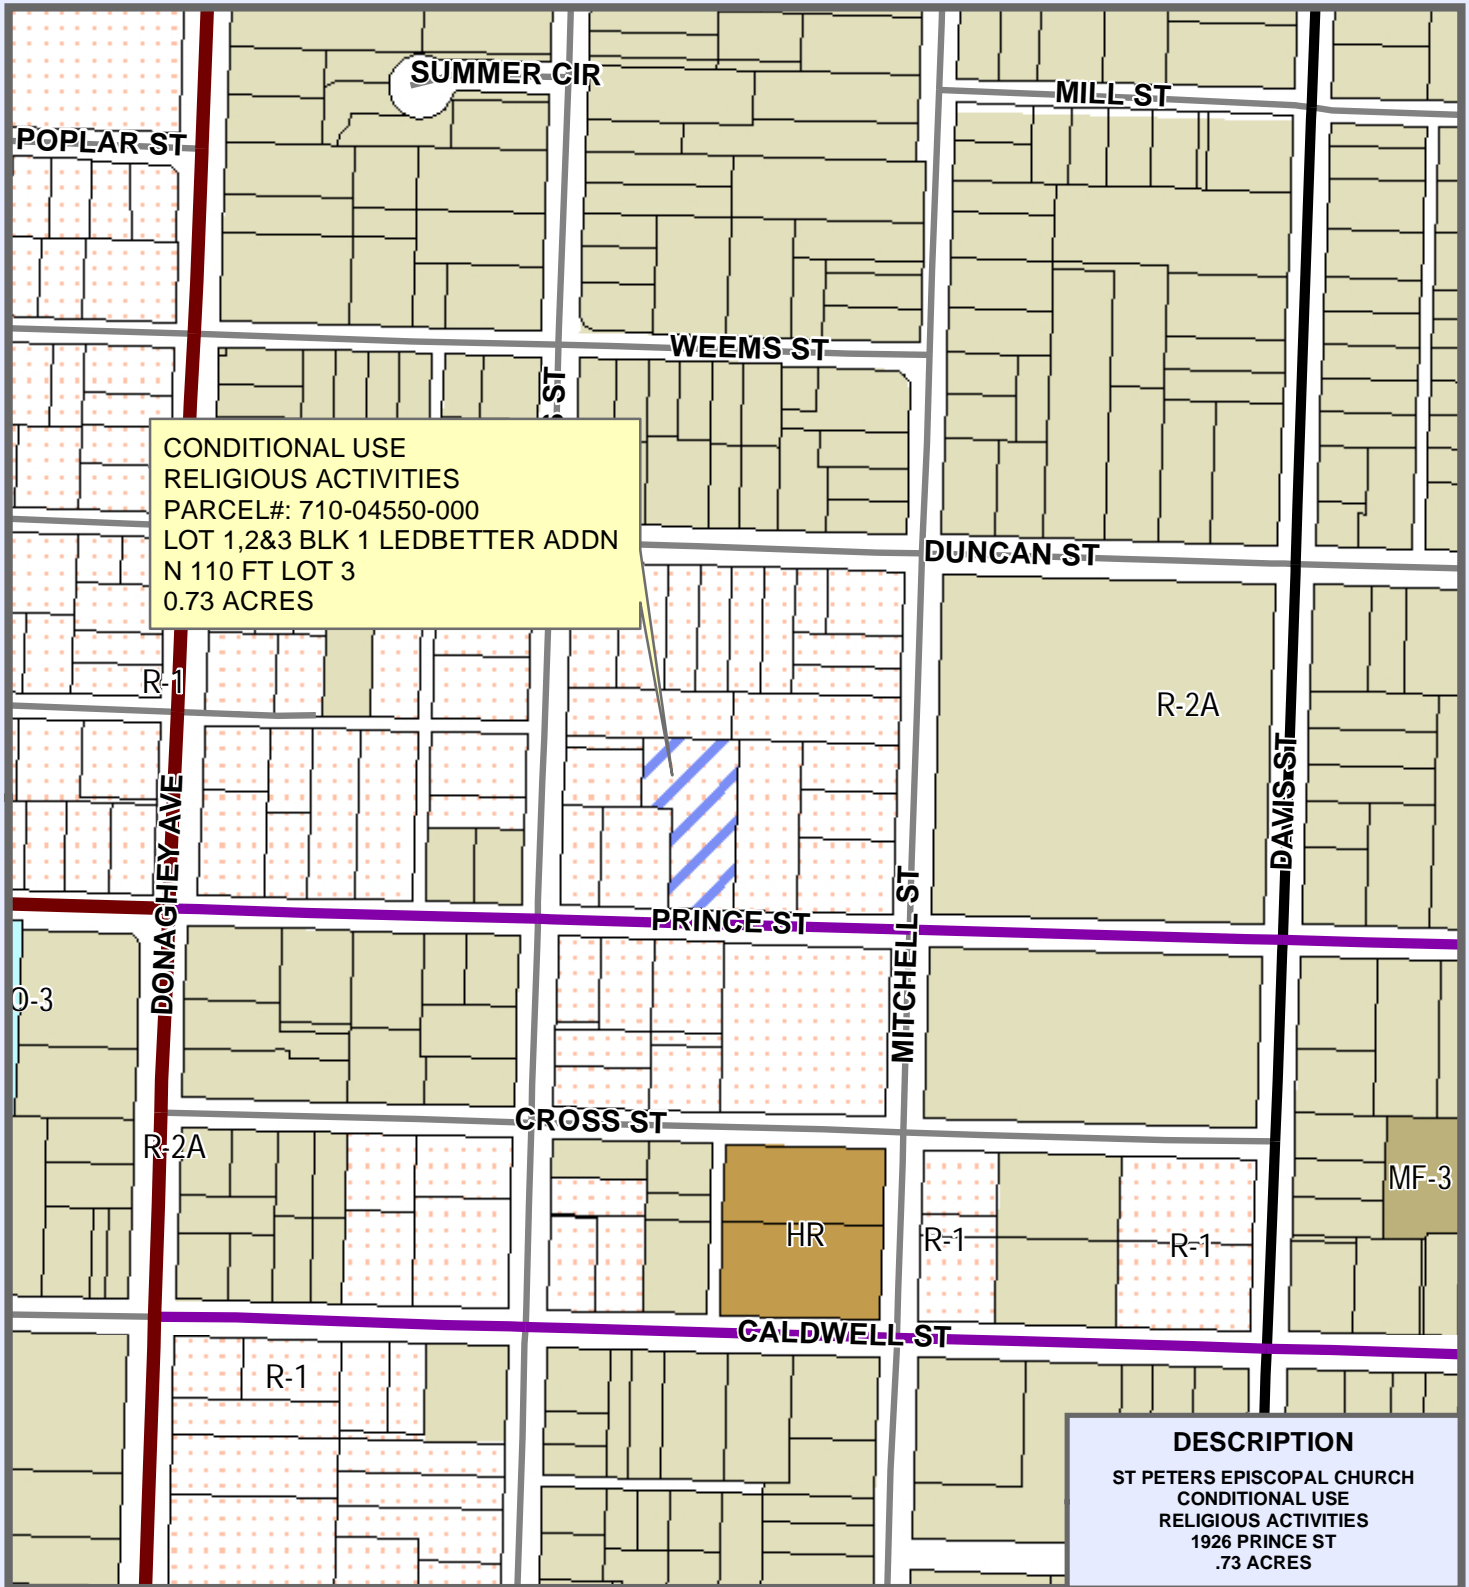 SUMMER CIR
MILL ST
POPLAR ST
WEEMS ST
ST
CONDITIONAL USE
RELIGIOUS ACTIVITIES
PARCEL#: 710-04550-000
LOT 1,2&3 BLK 1 LEDBETTER ADDN
N 110 FT LOT 3
0.73 ACRES
DUNCAN ST
R-1
R-2A
DAVIS ST
DONAGHEY AVE
MITCHELL ST
PRINCE ST
O-3
CROSS ST
R-2A
MF-3
HR
R-1
R-1
CALDWELL ST
R-1
DESCRIPTION
ST PETERS EPISCOPAL CHURCH
CONDITIONAL USE
RELIGIOUS ACTIVITIES
1926 PRINCE ST
.73 ACRES